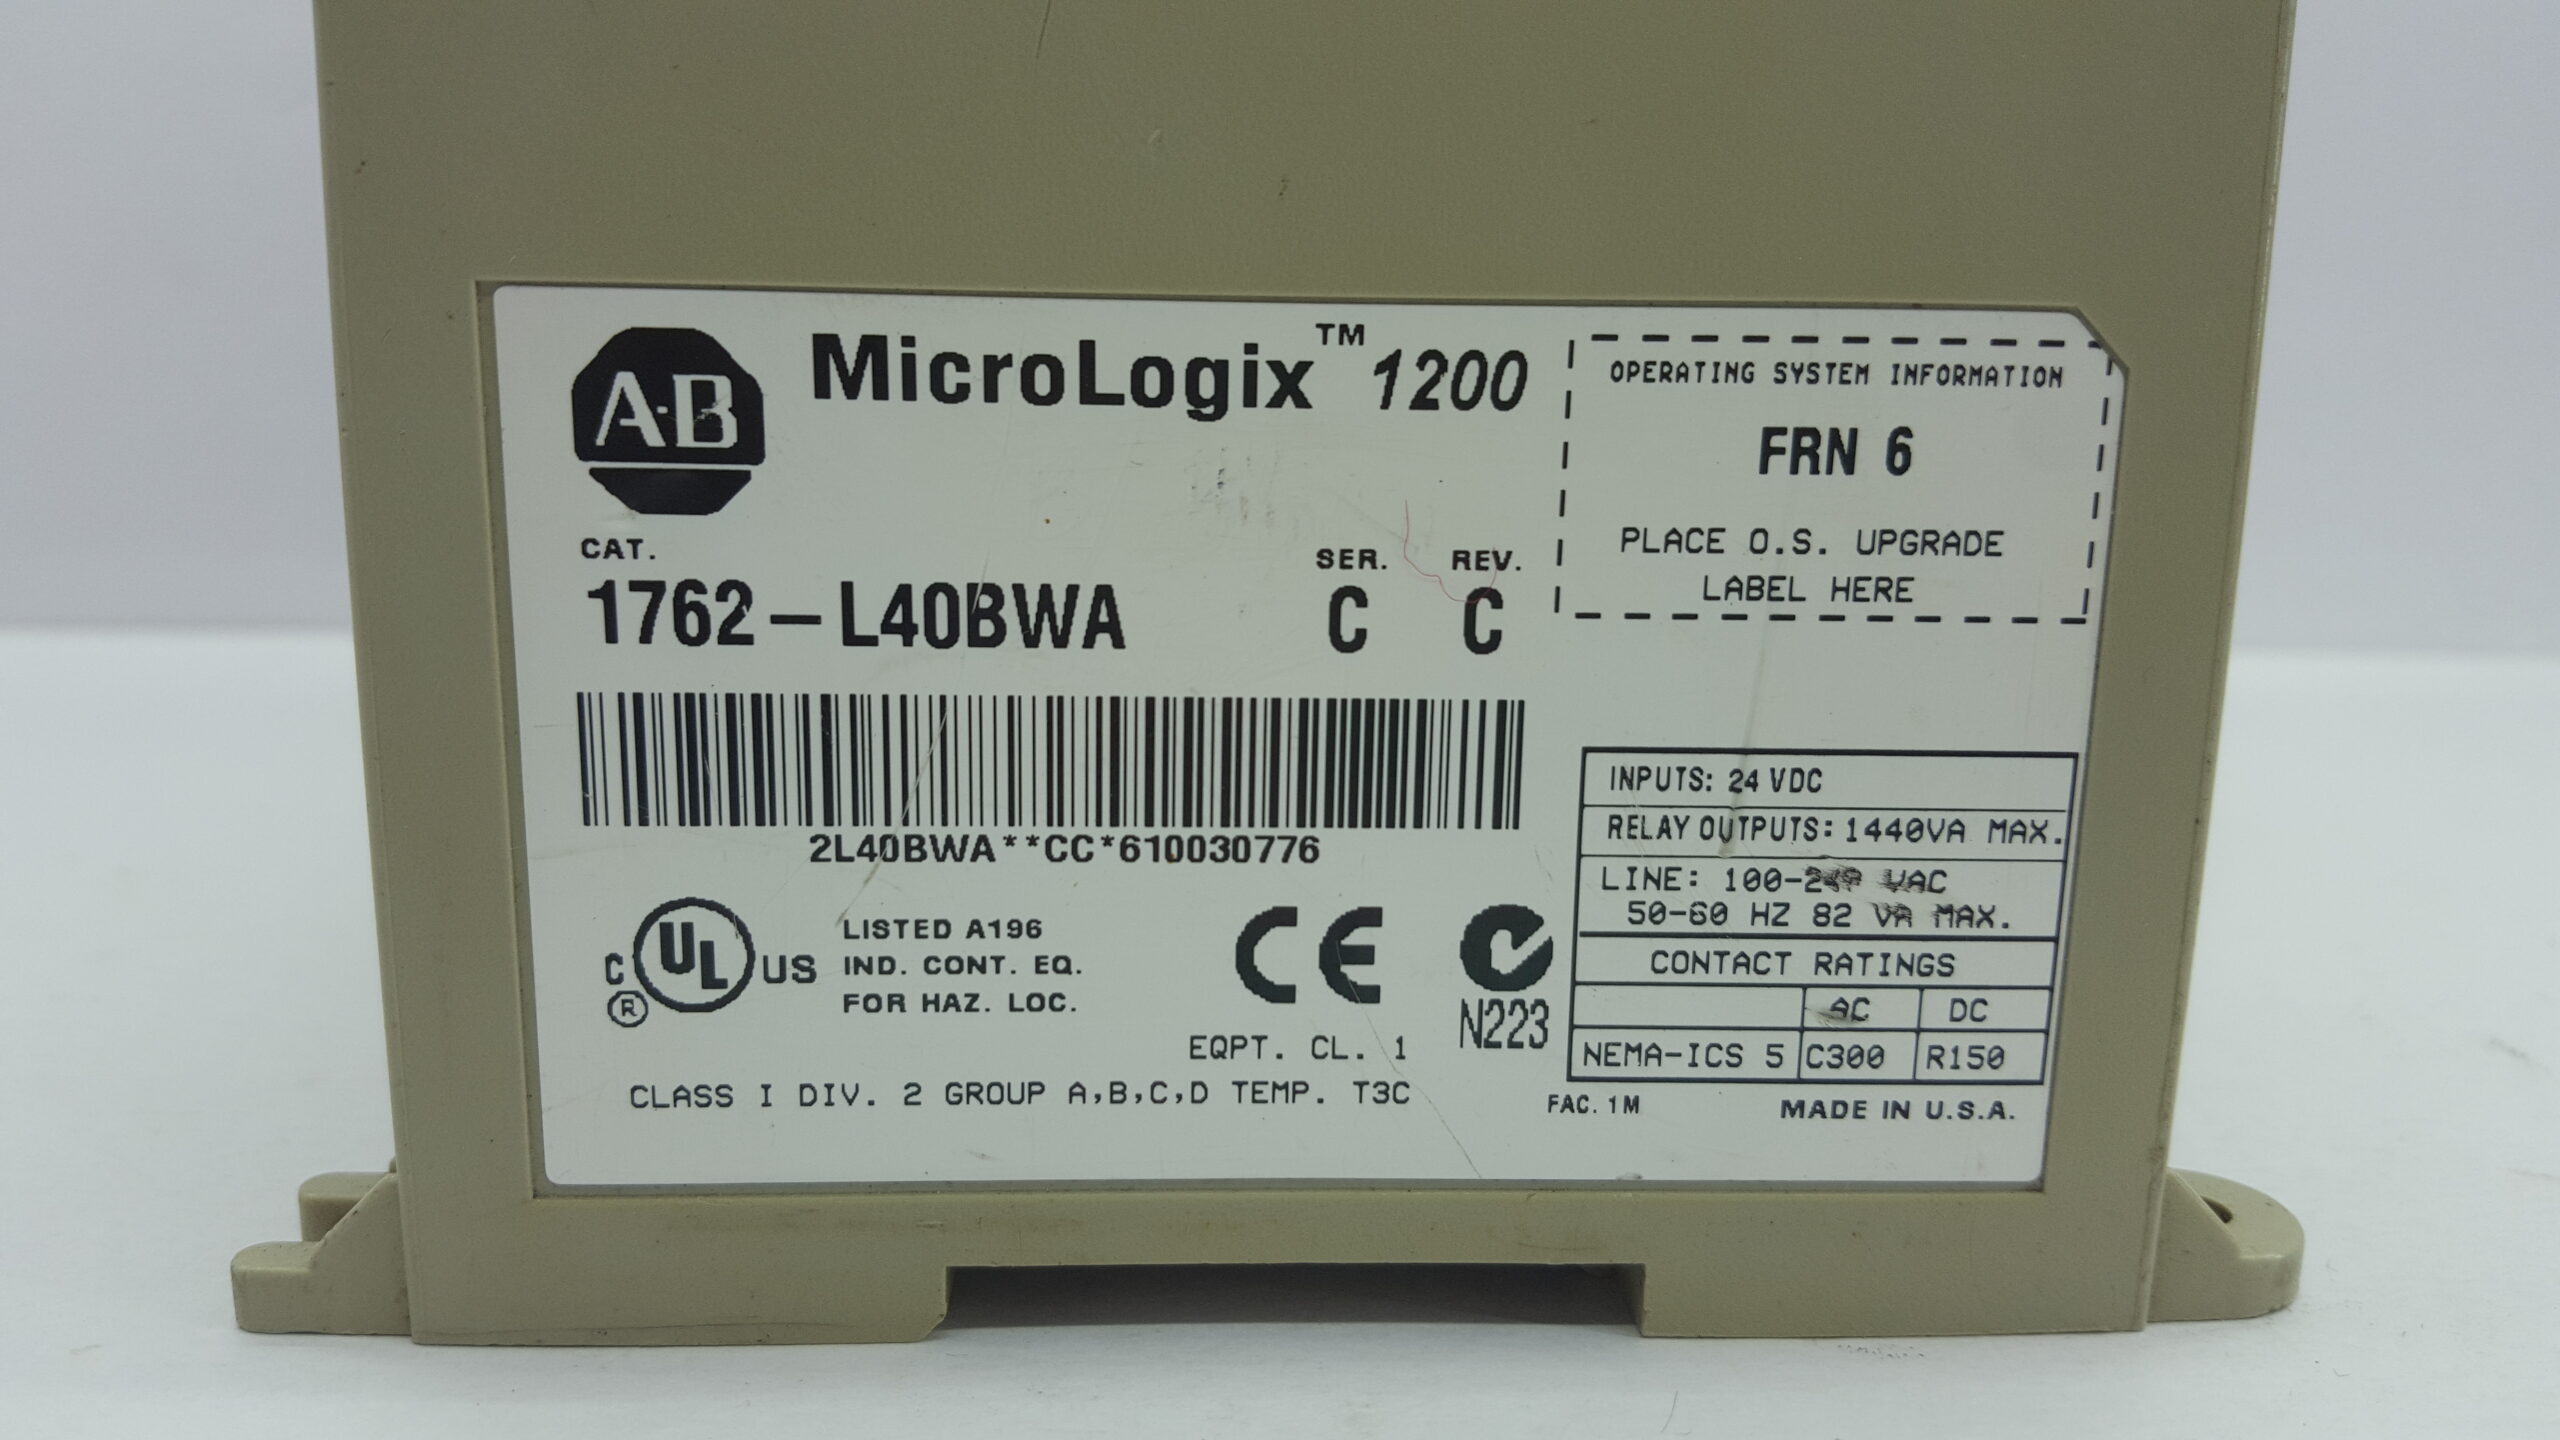 A-B
MicroLogix™ 1200
CAT.
SER. REV.
1762-L40BWA C C
2L40BWA**CC*610030776
C UL US
®
LISTED A196
IND. CONT. EQ.
FOR HAZ. LOC.
CE
N223
EQPT. CL. 1
CLASS I DIV. 2 GROUP A,B,C,D TEMP. T3C
OPERATING SYSTEM INFORMATION
FRN 6
PLACE O.S. UPGRADE
LABEL HERE
INPUTS: 24 VDC
RELAY OUTPUTS: 1440VA MAX.
LINE: 100- VAC
50-60 HZ 82 VA MAX.
CONTACT RATINGS
AC DC
NEMA-ICS 5 C300 R150
FAC. 1M MADE IN U.S.A.